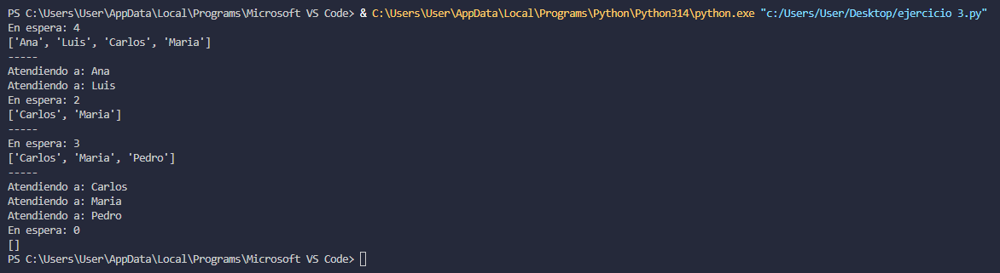 PS C:\Users\User\AppData\Local\Programs\Microsoft VS Code> & C:\Users\User\AppData\Local\Programs\Python\Python314\python.exe "c:/Users/User/Desktop/ejercicio 3.py"
En espera: 4
['Ana', 'Luis', 'Carlos', 'Maria']
-----
Atendiendo a: Ana
Atendiendo a: Luis
En espera: 2
['Carlos', 'Maria']
-----
En espera: 3
['Carlos', 'Maria', 'Pedro']
-----
Atendiendo a: Carlos
Atendiendo a: Maria
Atendiendo a: Pedro
En espera: 0
[]
PS C:\Users\User\AppData\Local\Programs\Microsoft VS Code>